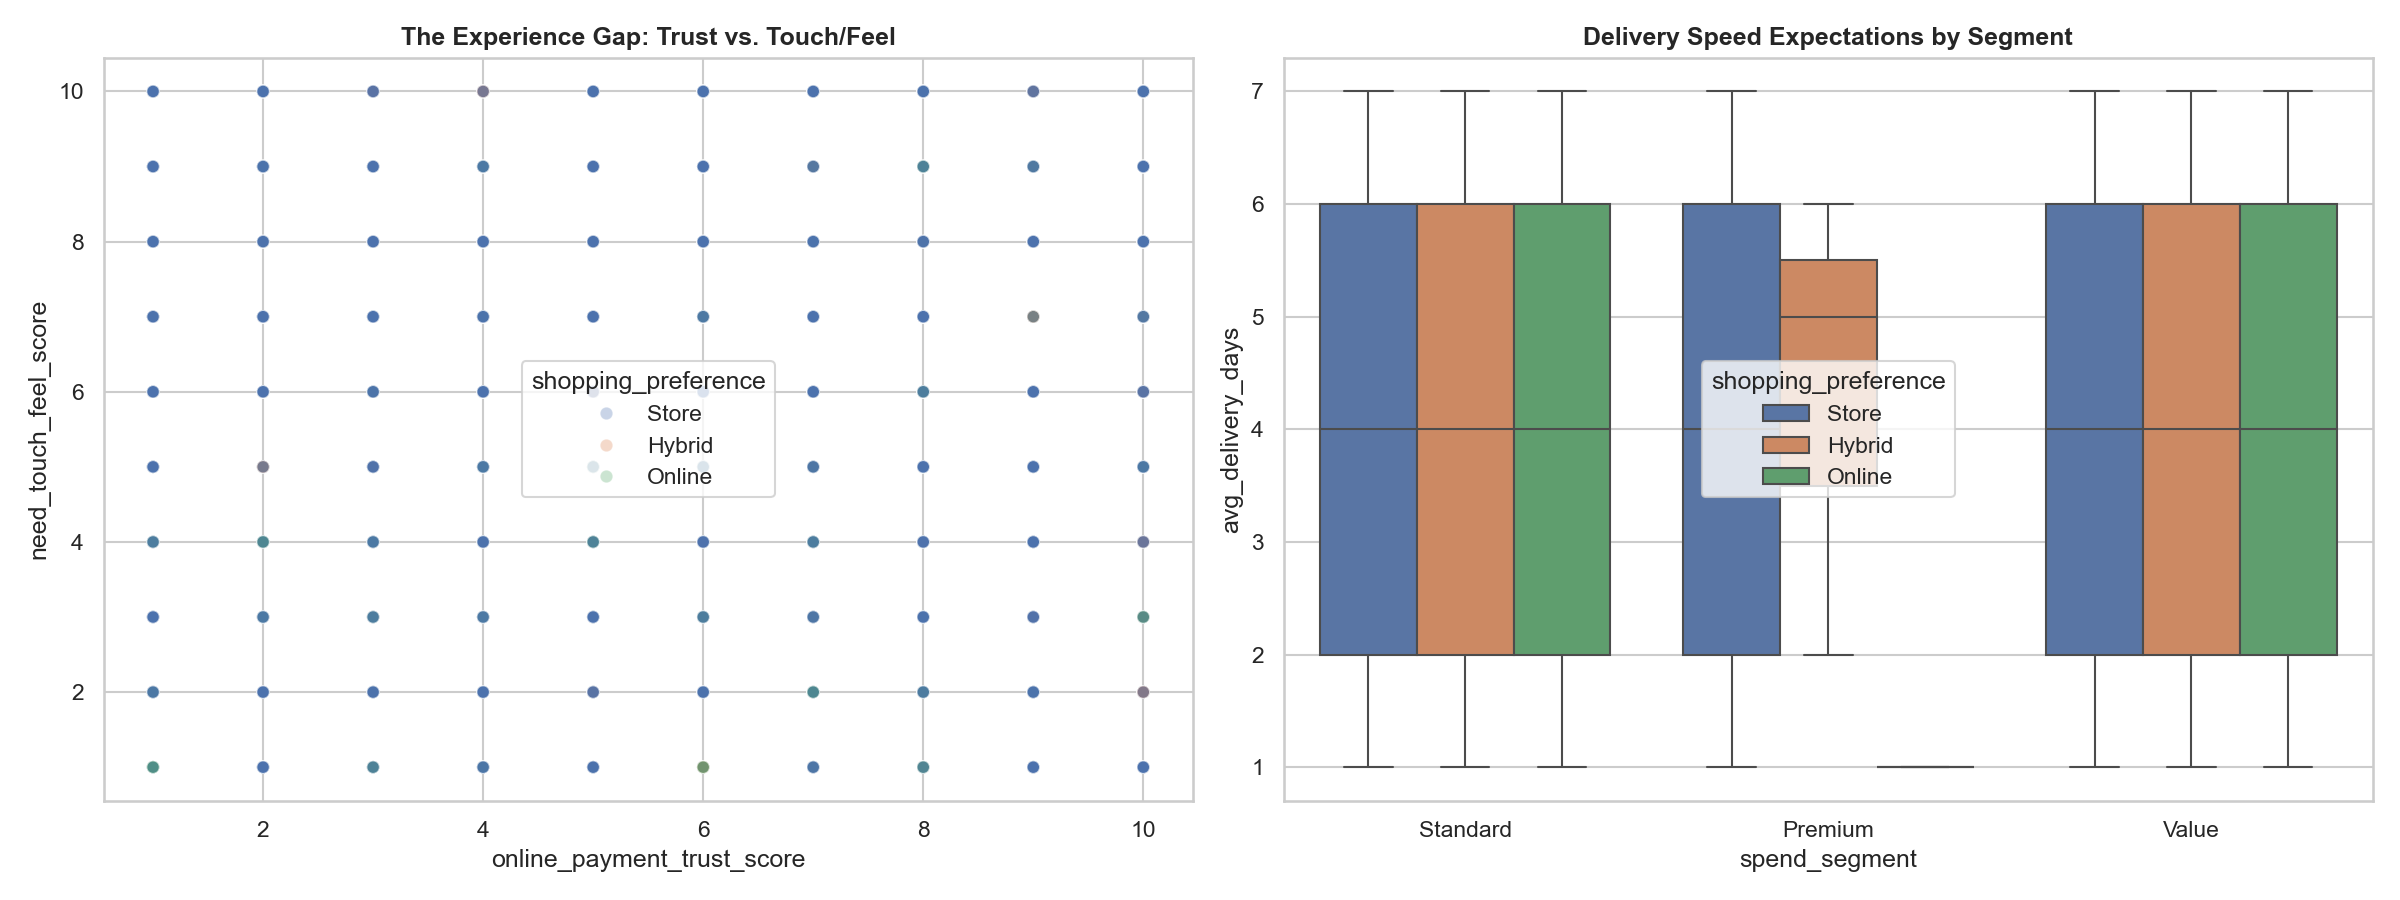 The Experience Gap: Trust vs. Touch/Feel
need_touch_feel_score
10
8
6
4
2
shopping_preference
Store
Hybrid
Online
2
4
6
8
10
online_payment_trust_score
Delivery Speed Expectations by Segment
avg_delivery_days
7
6
5
4
3
2
1
shopping_preference
Store
Hybrid
Online
Standard
Premium
Value
spend_segment